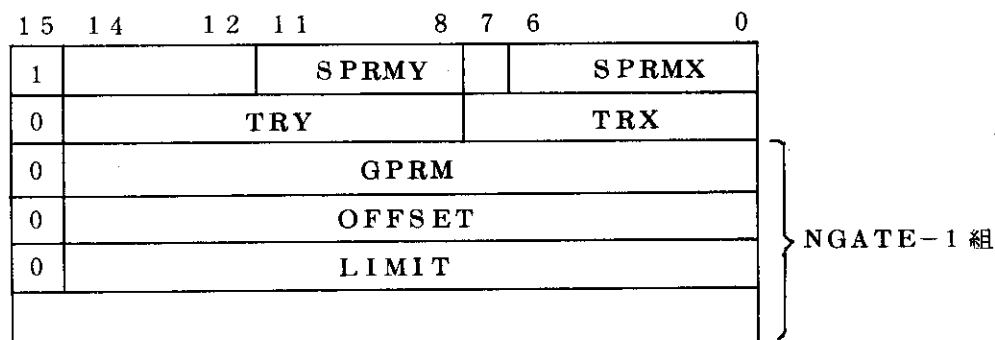 15 14 12 11 8 7 6 0
1 SPRMY SPRMX
0 TRY TRX
0 GPRM
0 OFFSET
0 LIMIT
NGATE-1 組